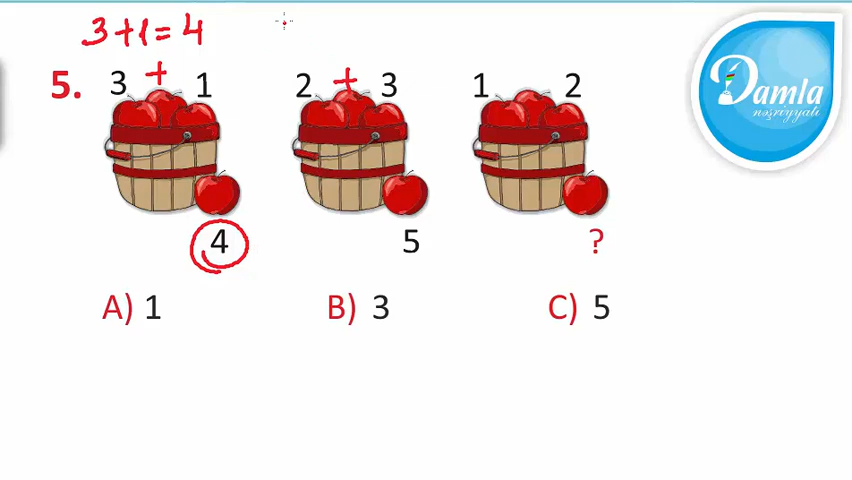 3+1=4
5. 3 + 1 2 + 3 1 2
4 5 ?
A) 1 B) 3 C) 5
Damla
nəşriyyatı